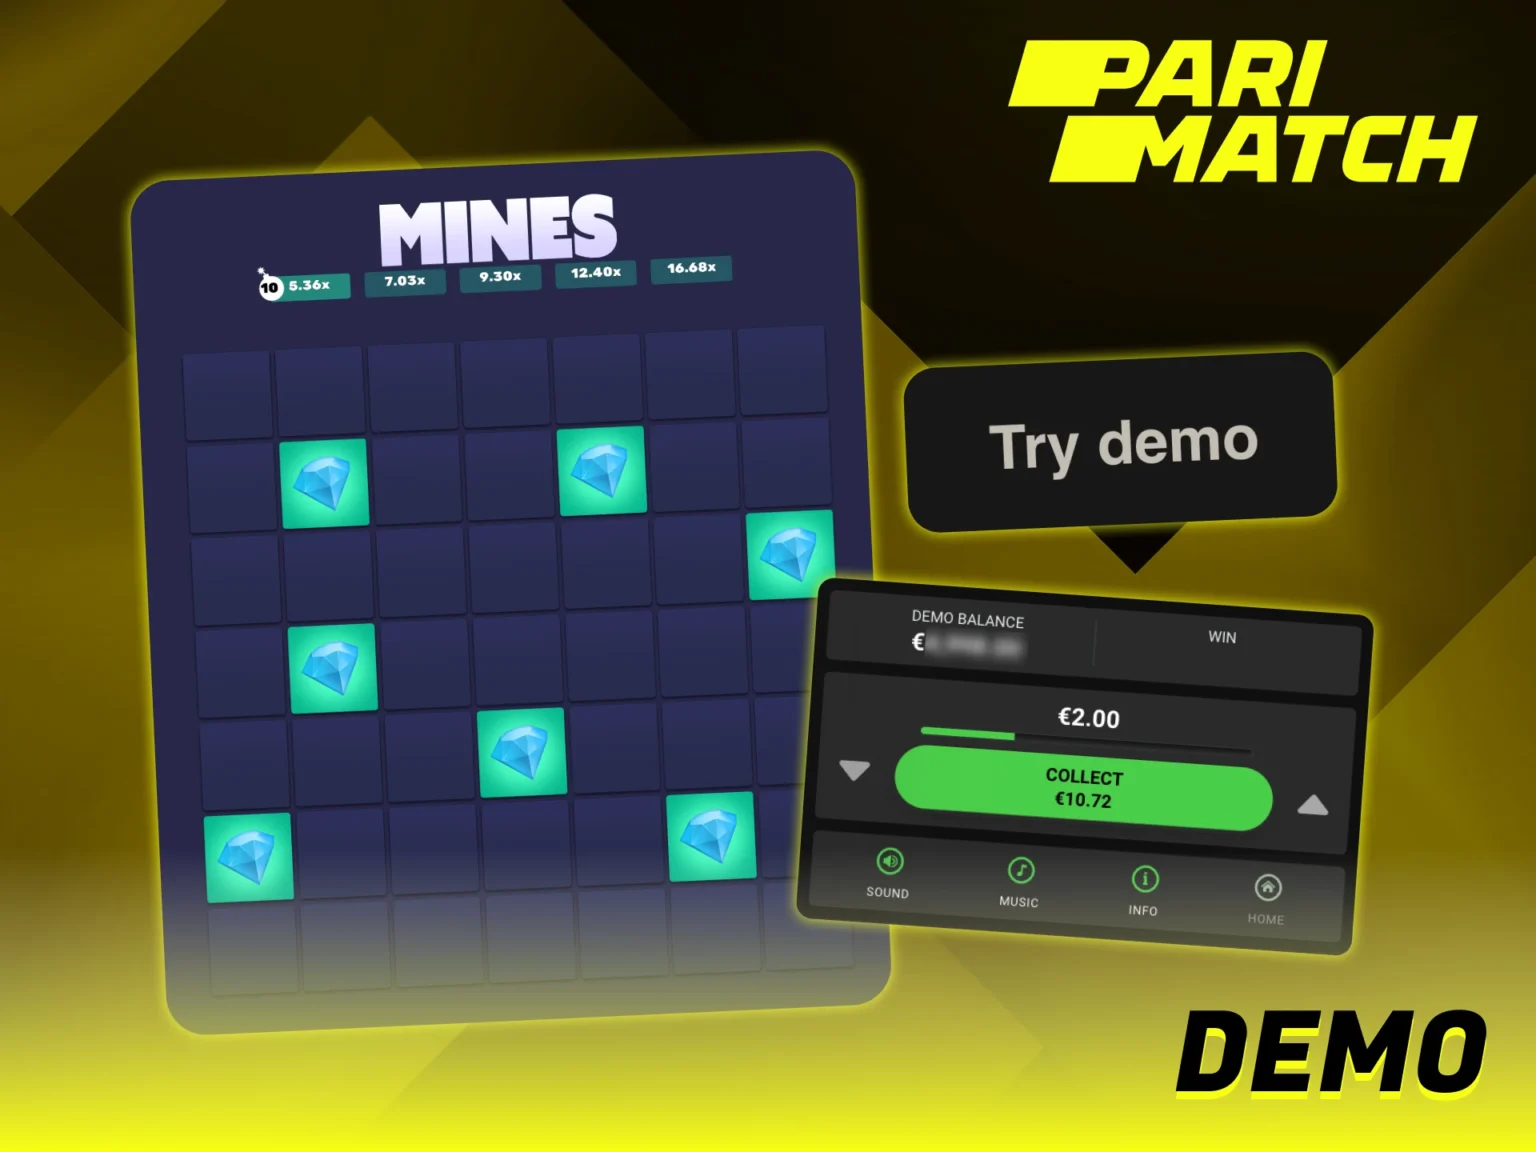 PARI
MATCH
MINES
10 5.36x 7.03x 9.30x 12.40x 16.68x
Try demo
DEMO BALANCE
€
WIN
€2.00
COLLECT
€10.72
SOUND MUSIC INFO HOME
DEMO